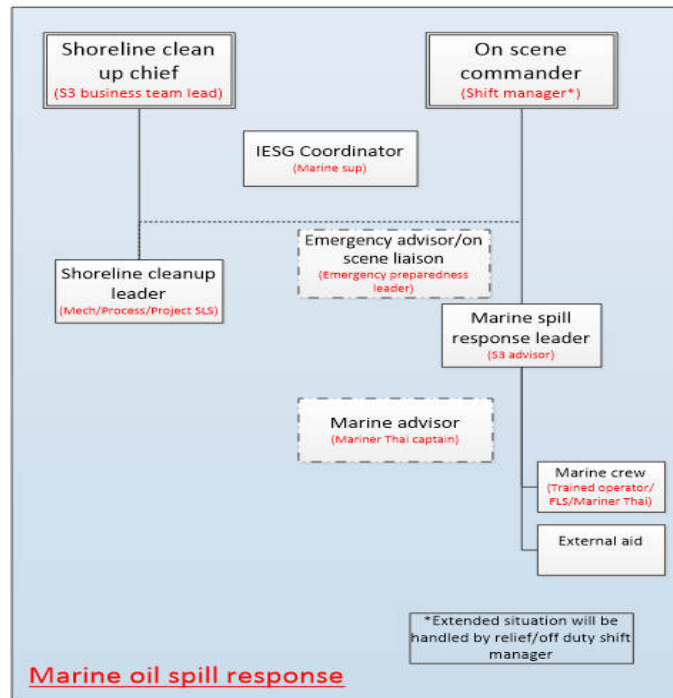 Shoreline clean
up chief
(S3 business team lead)
On scene
commander
(Shift manager*)
IESG Coordinator
(Marine sup)
Emergency advisor/on
scene liaison
(Emergency preparedness
leader)
Shoreline cleanup
leader
(Mech/Process/Project SLS)
Marine spill
response leader
(S3 advisor)
Marine advisor
(Mariner Thai captain)
Marine crew
(Trained operator/
FLS/Mariner Thai)
External aid
*Extended situation will be
handled by relief/off duty shift
manager
Marine oil spill response